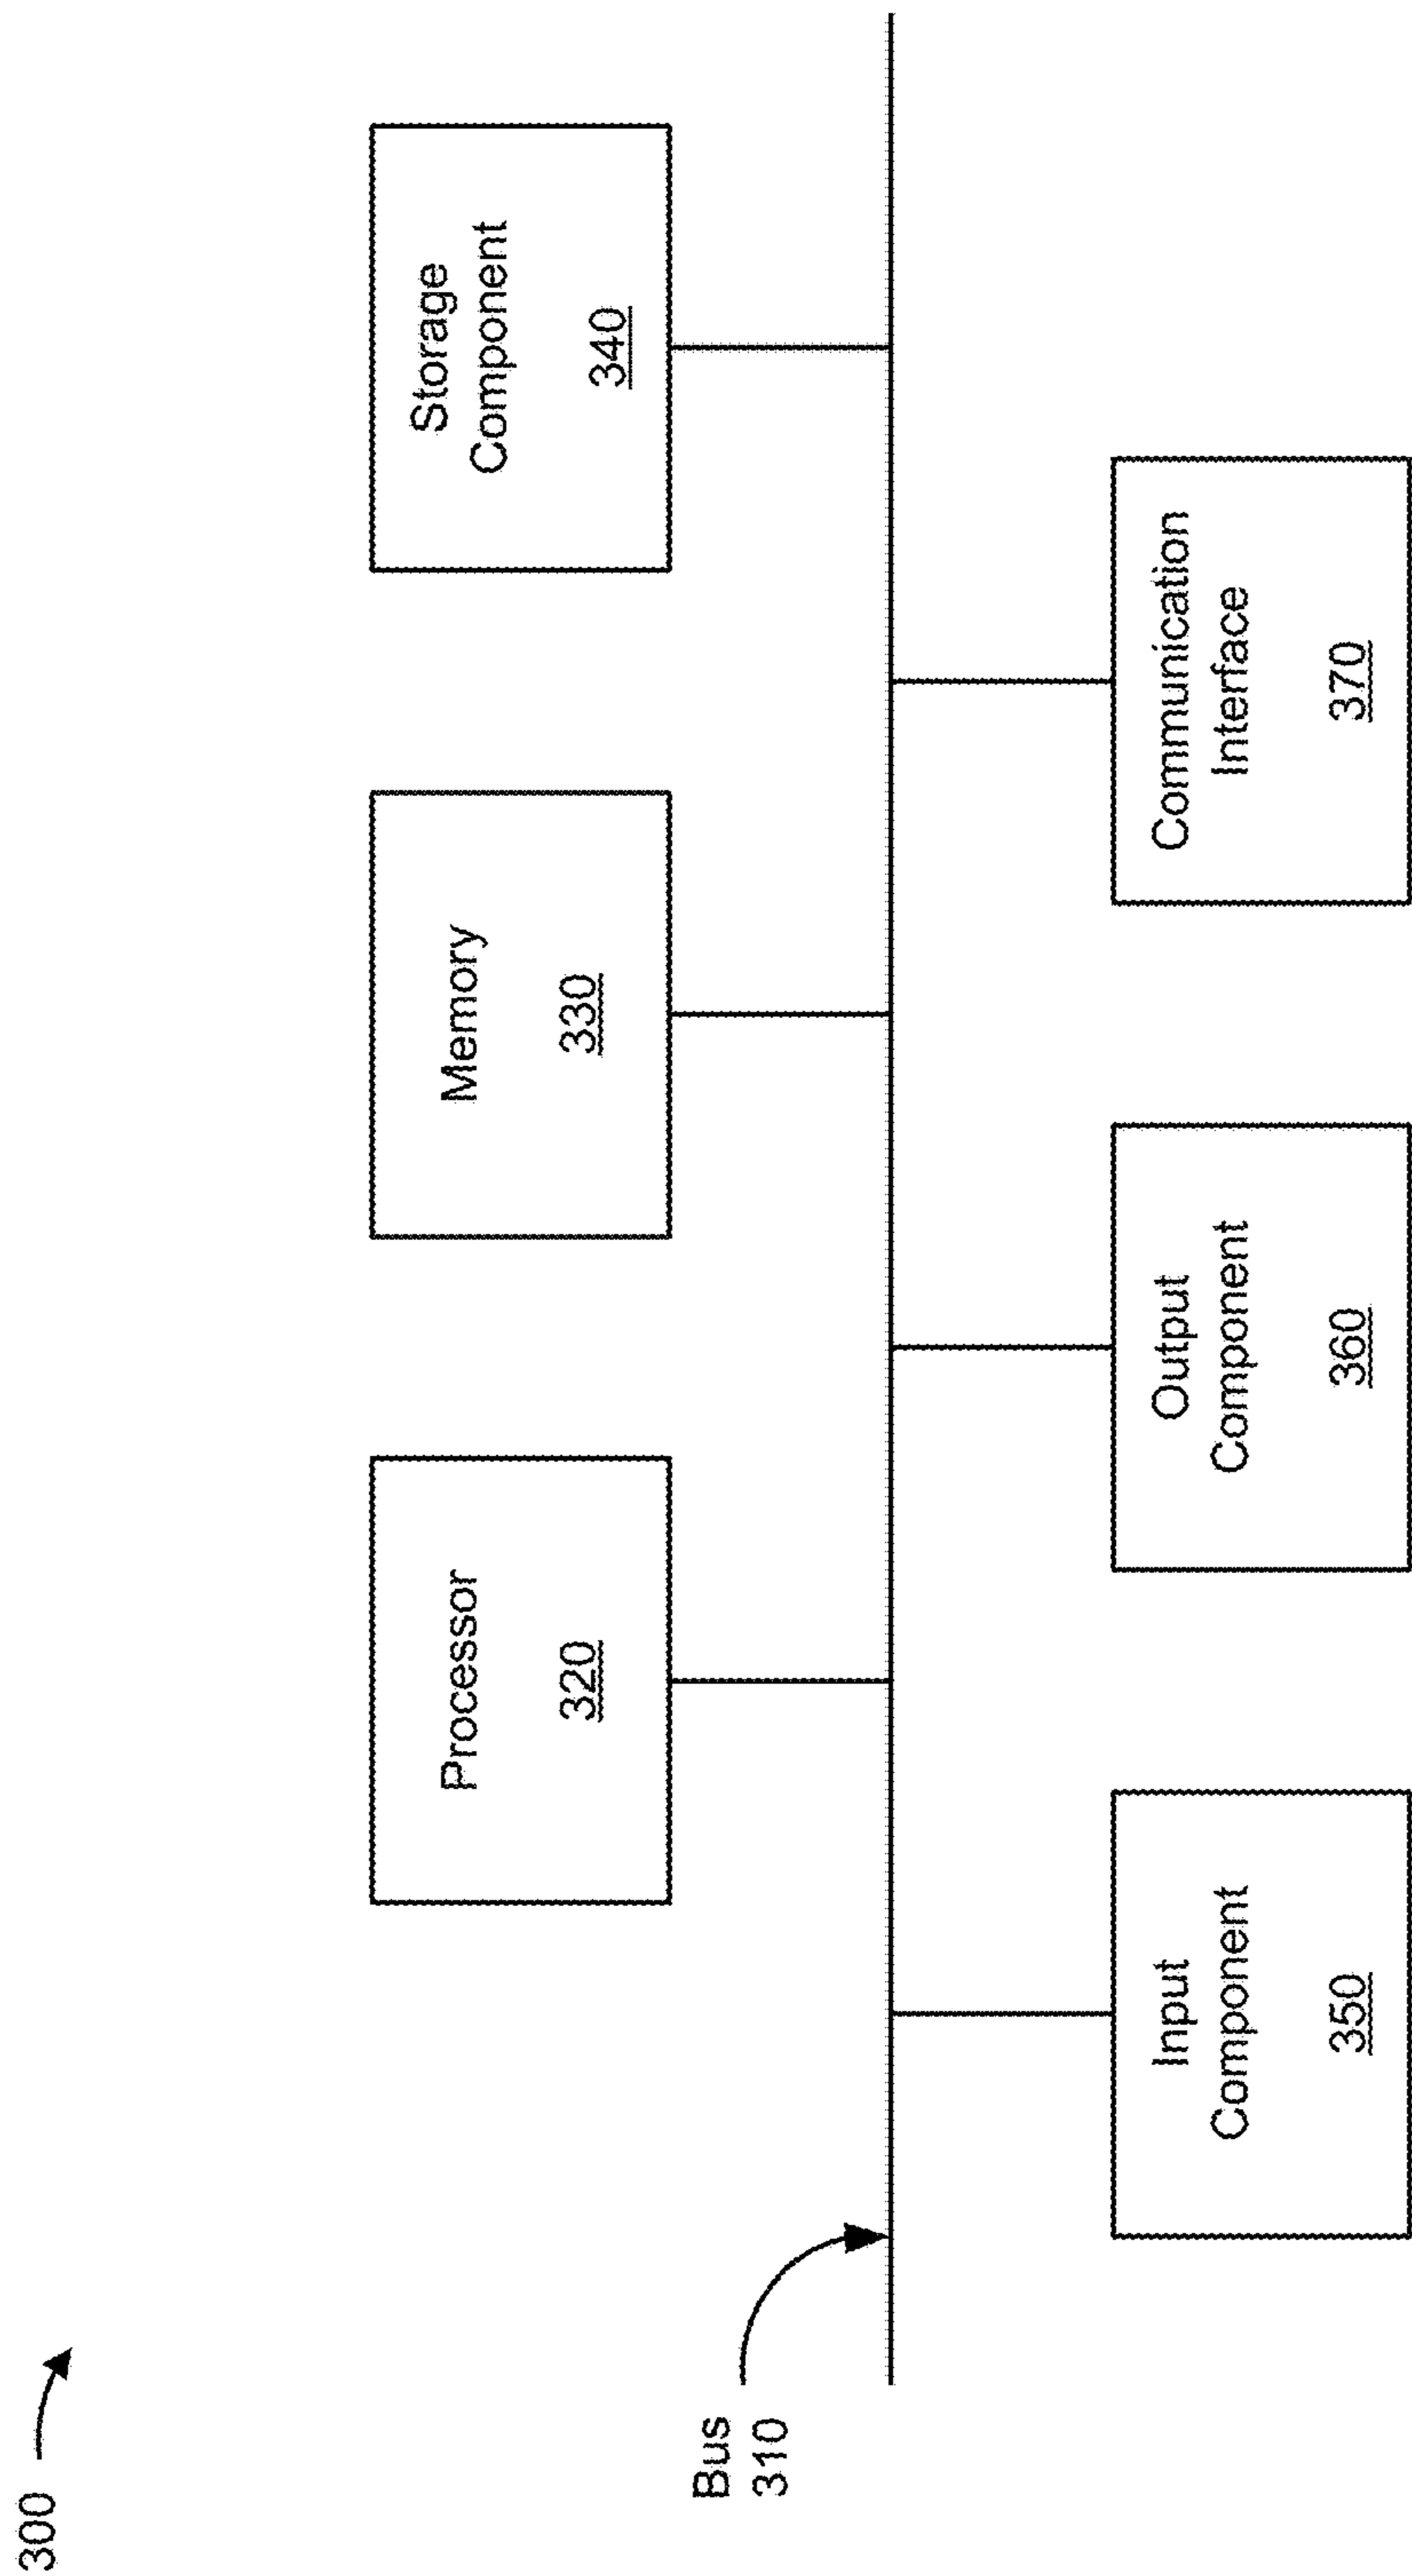 300
Processor
320
Memory
330
Storage
Component
340
Bus
310
Input
Component
350
Output
Component
360
Communication
Interface
370